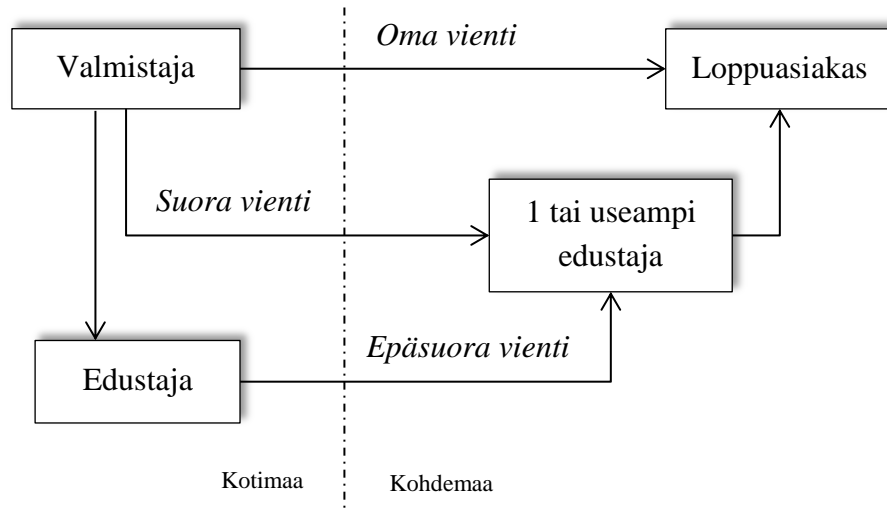 Oma vienti
Valmistaja
Loppuasiakas
Suora vienti
1 tai useampi
edustaja
Epäsuora vienti
Edustaja
Kotimaa
Kohdemaa